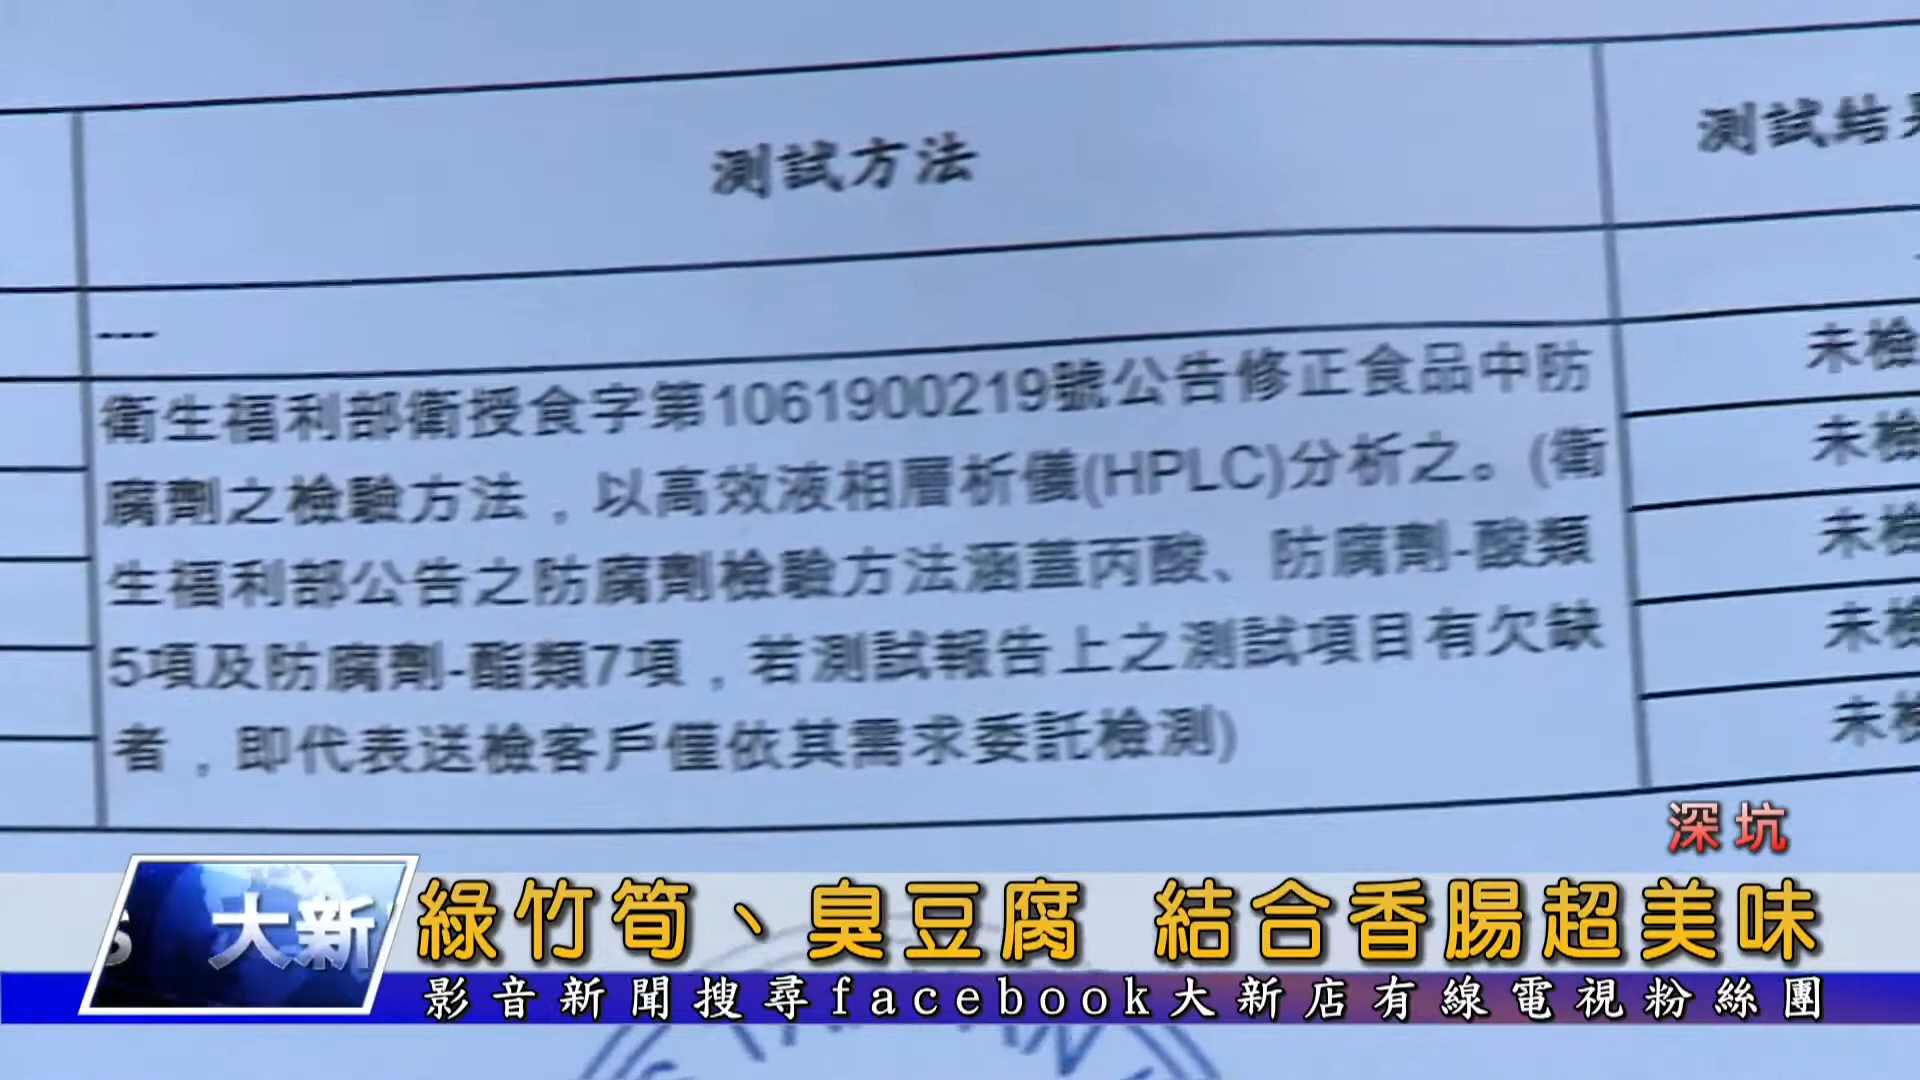 測試方法
測試結果
---
衛生福利部衛授食字第1061900219號公告修正食品中防
腐劑之檢驗方法，以高效液相層析儀(HPLC)分析之。(衛
生福利部公告之防腐劑檢驗方法涵蓋丙酸、防腐劑-酸類
5項及防腐劑-酯類7項，若測試報告上之測試項目有欠缺
者，即代表送檢客戶僅依其需求委託檢測)
未檢
未檢
未檢
未檢
未檢
深坑
大新
綠竹筍、臭豆腐 結合香腸超美味
影音新聞搜尋facebook大新店有線電視粉絲團